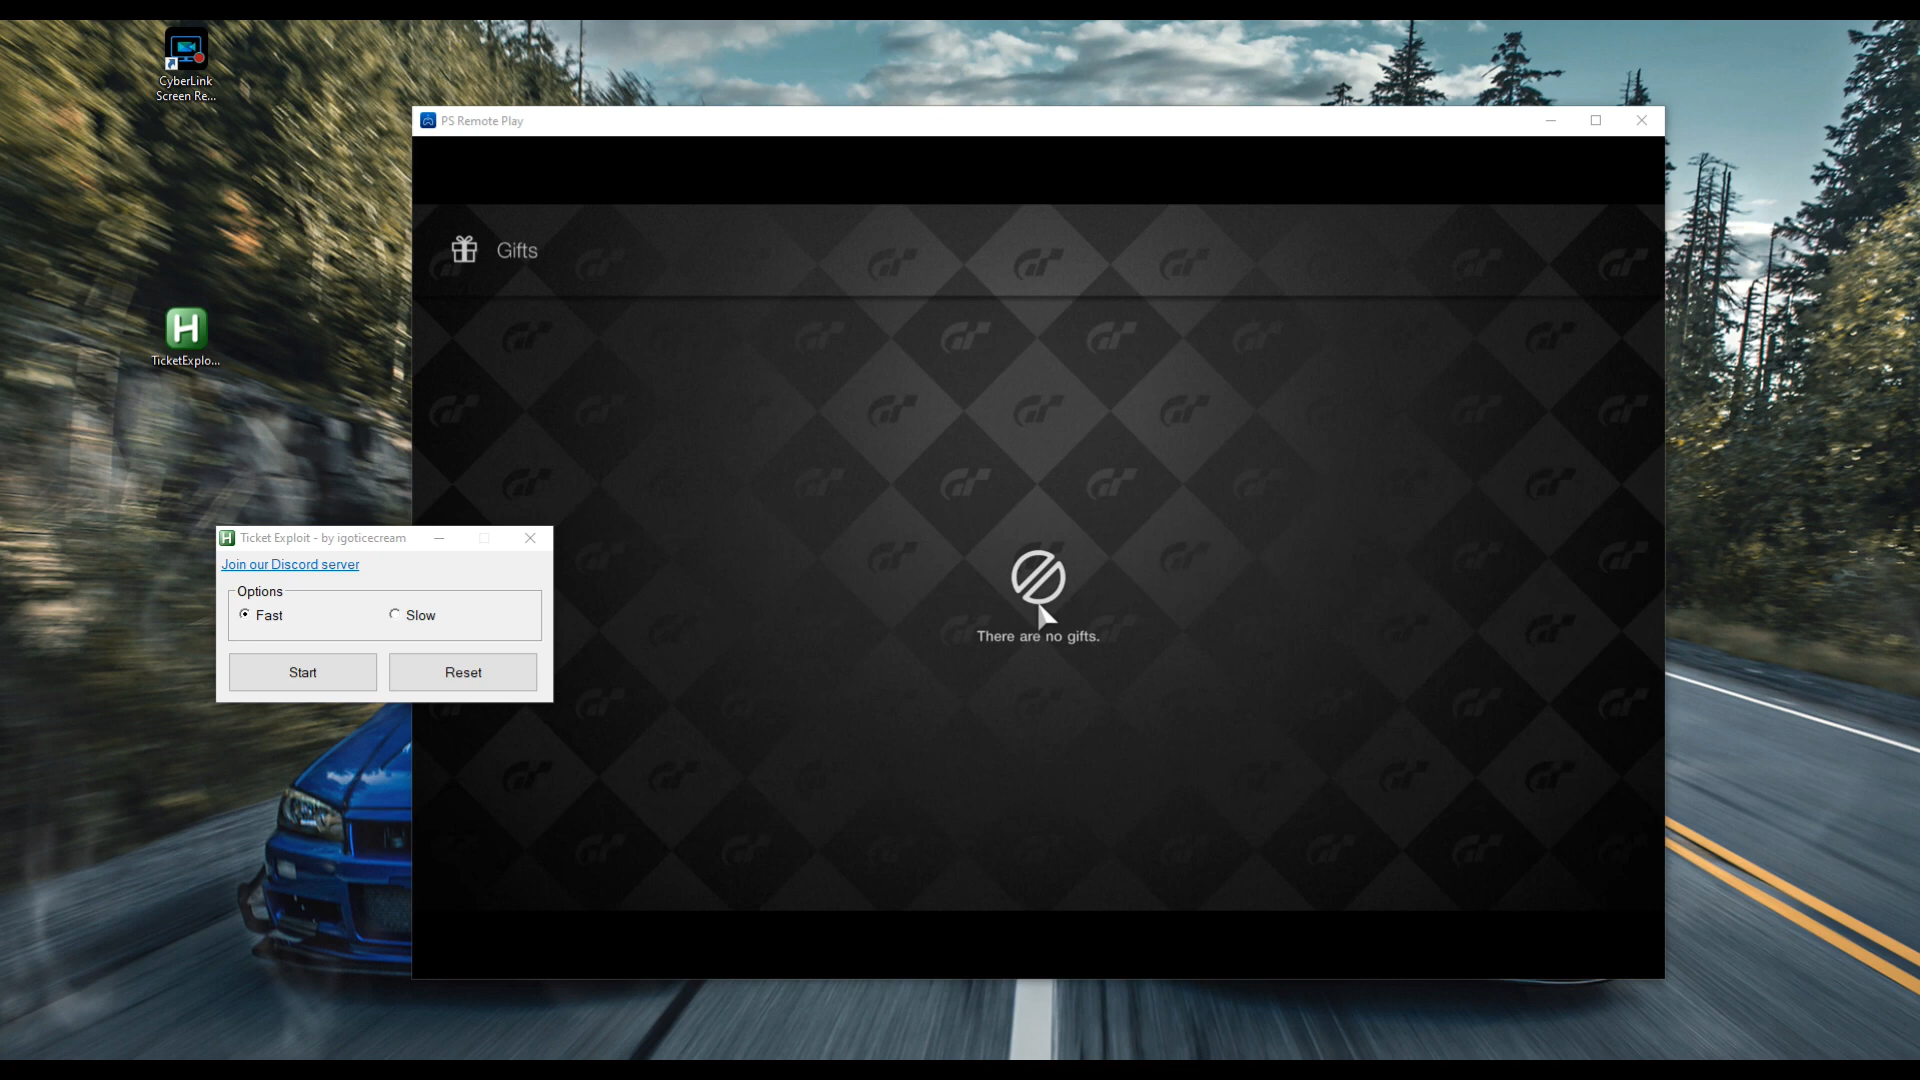 CyberLink
Screen Re...
PS Remote Play
Gifts
TicketExplo...
Ticket Exploit - by igoticecream
Join our Discord server
Options
Fast
Slow
There are no gifts.
Start
Reset